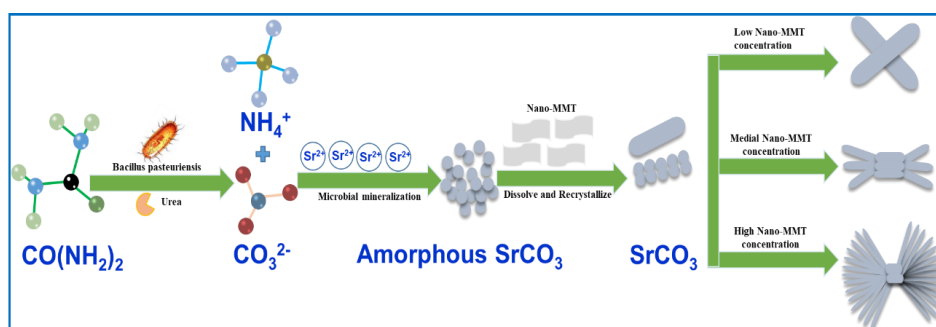 CO(NH₂)₂
Bacillus pasteuriensis
Urea
NH₄⁺
+
CO₃²⁻
Sr²⁺ Sr²⁺ Sr²⁺ Sr²⁺
Microbial mineralization
Amorphous SrCO₃
Nano-MMT
Dissolve and Recrystallize
SrCO₃
Low Nano-MMT
concentration
Medial Nano-MMT
concentration
High Nano-MMT
concentration